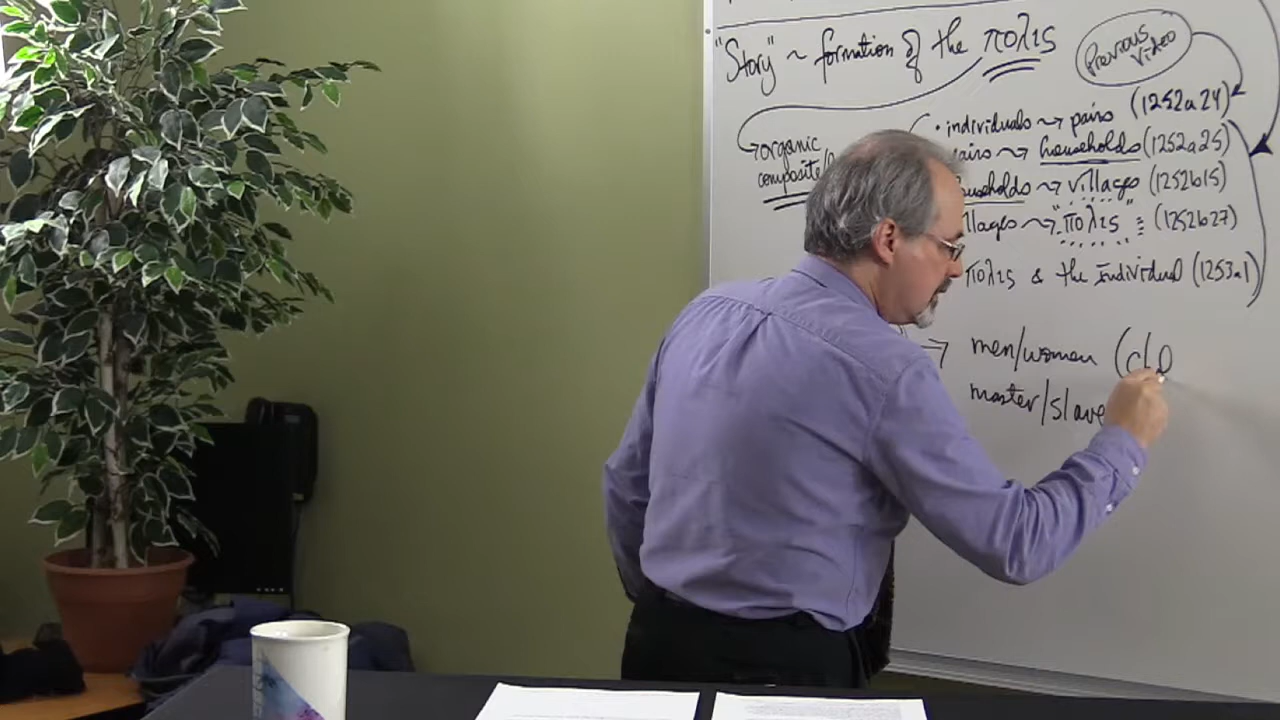 "Story" ~ formation of the πολις
Previous video
organic
composite
• individuals ~> pairs (1252a24)
pairs ~> households (1252a25)
households ~> villages (1252b15)
villages ~> "πολις" (1252b27)
πολις & the individual (1253a1)
→ men/women (
master/slave